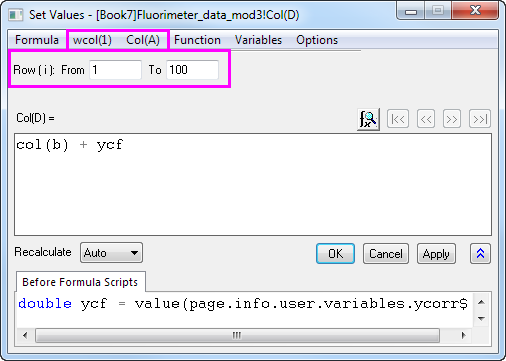 Set Values - [Book7]Fluorimeter_data_mod3!Col(D)
Formula wcol(1) Col(A) Function Variables Options
Row ( i ): From 1 To 100
Col(D) =
col(b) + ycf
Recalculate Auto OK Cancel Apply
Before Formula Scripts
double ycf = value(page.info.user.variables.ycorr$